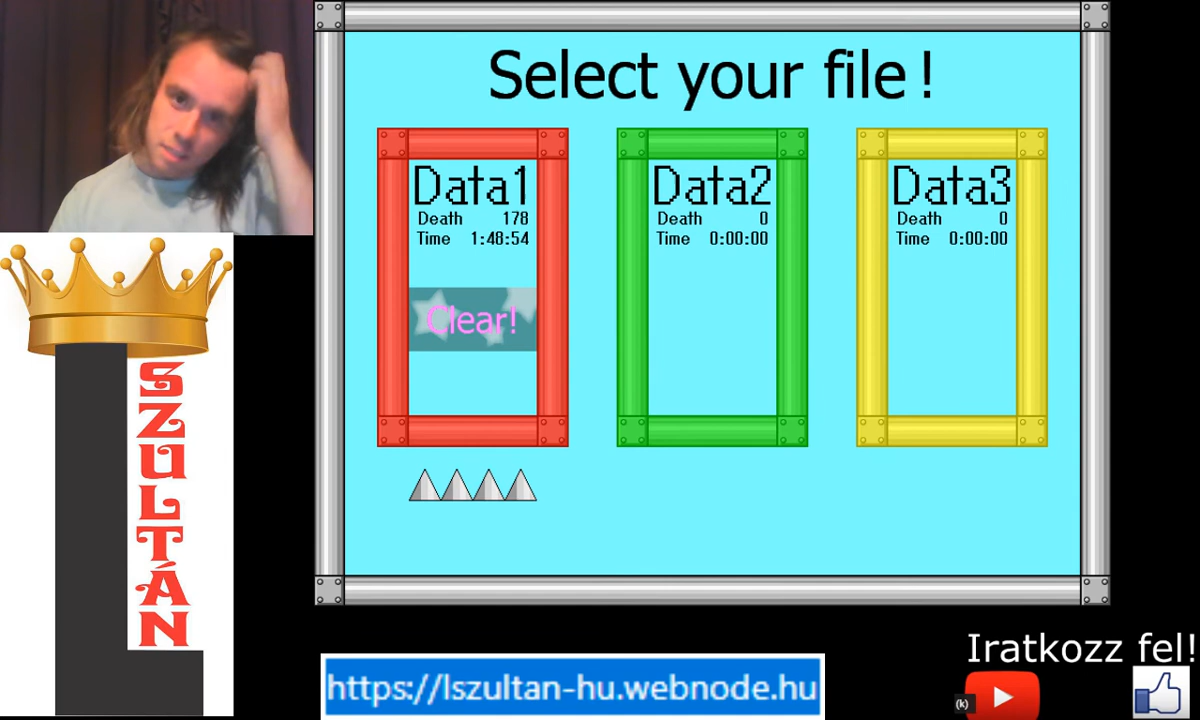 Select your file!
Data1
Death 178
Time 1:48:54
Clear!
Data2
Death 0
Time 0:00:00
Data3
Death 0
Time 0:00:00
L
SZULTÁN
https://lszultan-hu.webnode.hu
Iratkozz fel!
(k)